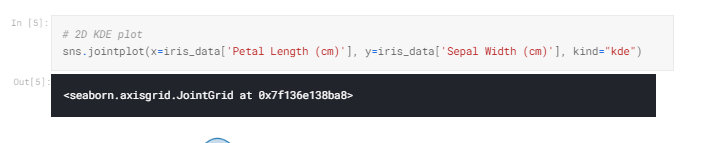 In [5]:
# 2D KDE plot
sns.jointplot(x=iris_data['Petal Length (cm)'], y=iris_data['Sepal Width (cm)'], kind="kde")
Out[5]:
<seaborn.axisgrid.JointGrid at 0x7f136e138ba8>